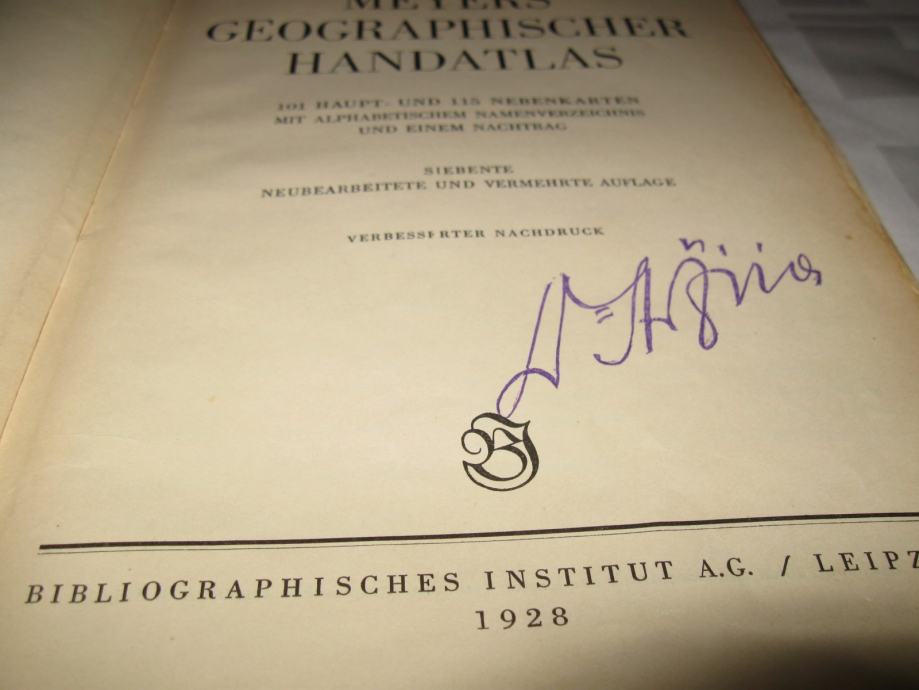 MEYERS
GEOGRAPHISCHER
HANDATLAS
101 HAUPT- UND 115 NEBENKARTEN
MIT ALPHABETISCHEM NAMENVERZEICHNIS
UND EINEM NACHTRAG
SIEBENTE
NEUBEARBEITETE UND VERMEHRTE AUFLAGE
VERBESSERTER NACHDRUCK
BIBLIOGRAPHISCHES INSTITUT A.G. / LEIPZ
1928